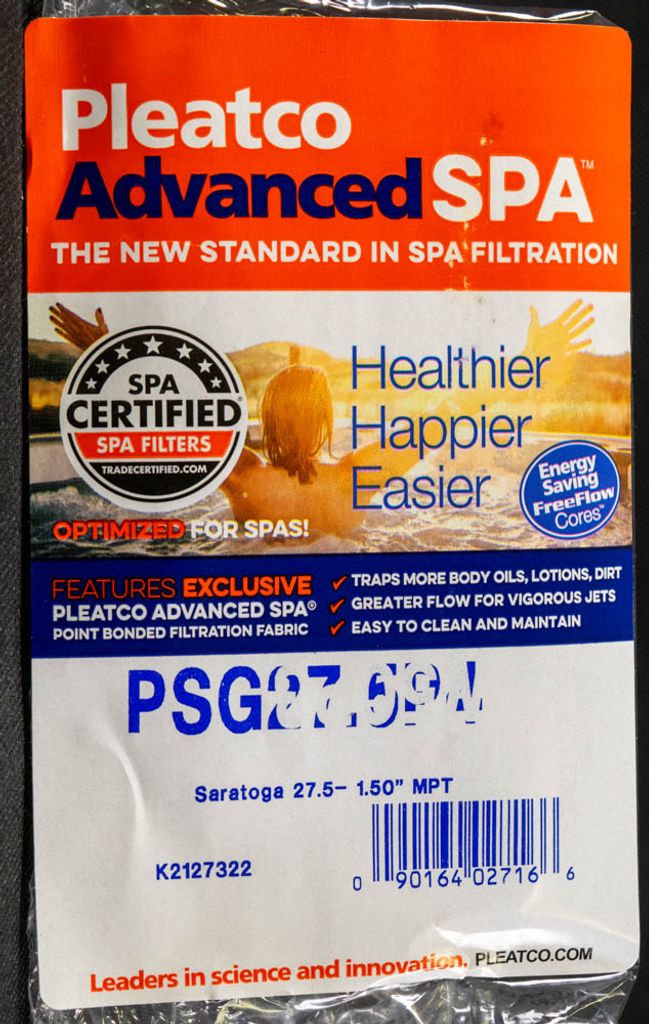 Pleatco
Advanced SPA™
THE NEW STANDARD IN SPA FILTRATION
SPA
CERTIFIED®
SPA FILTERS
TRADECERTIFIED.COM
Healthier
Happier
Easier
Energy
Saving
FreeFlow
Cores™
OPTIMIZED FOR SPAS!
FEATURES EXCLUSIVE
PLEATCO ADVANCED SPA®
POINT BONDED FILTRATION FABRIC
✓ TRAPS MORE BODY OILS, LOTIONS, DIRT
✓ GREATER FLOW FOR VIGOROUS JETS
✓ EASY TO CLEAN AND MAINTAIN
Saratoga 27.5- 1.50" MPT
K2127322
0 90164 02716 6
Leaders in science and innovation. PLEATCO.COM